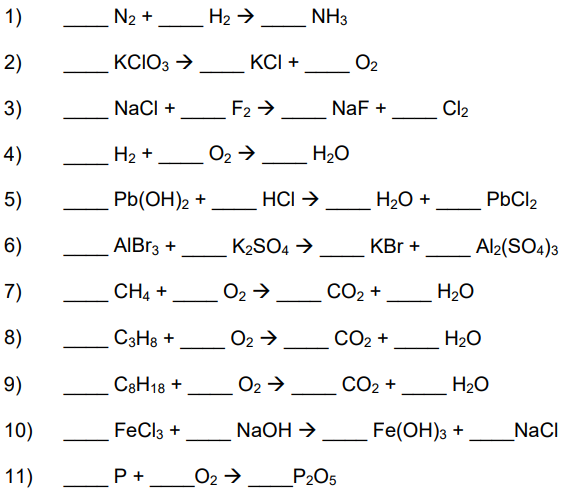 1) ____ N₂ + ____ H₂ → ____ NH₃
2) ____ KClO₃ → ____ KCl + ____ O₂
3) ____ NaCl + ____ F₂ → ____ NaF + ____ Cl₂
4) ____ H₂ + ____ O₂ → ____ H₂O
5) ____ Pb(OH)₂ + ____ HCl → ____ H₂O + ____ PbCl₂
6) ____ AlBr₃ + ____ K₂SO₄ → ____ KBr + ____ Al₂(SO₄)₃
7) ____ CH₄ + ____ O₂ → ____ CO₂ + ____ H₂O
8) ____ C₃H₈ + ____ O₂ → ____ CO₂ + ____ H₂O
9) ____ C₈H₁₈ + ____ O₂ → ____ CO₂ + ____ H₂O
10) ____ FeCl₃ + ____ NaOH → ____ Fe(OH)₃ + ____NaCl
11) ____ P + ____O₂ → ____P₂O₅